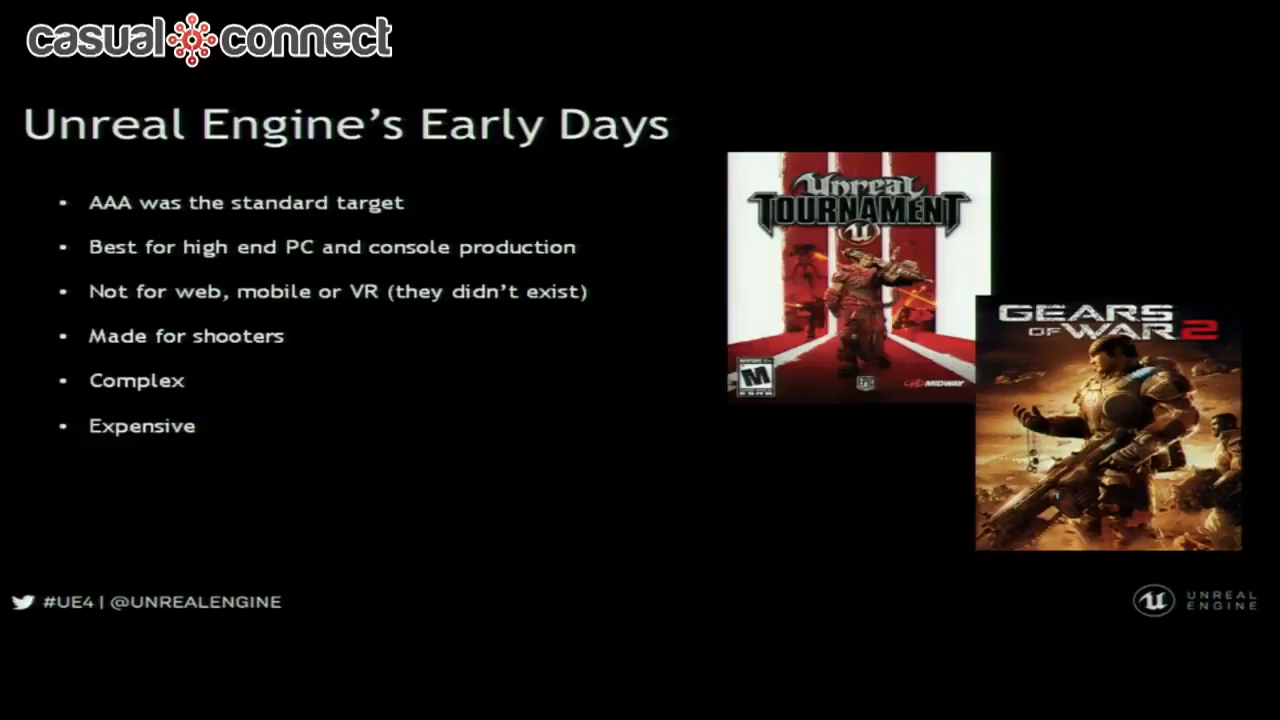 casual connect
Unreal Engine's Early Days
• AAA was the standard target
• Best for high end PC and console production
• Not for web, mobile or VR (they didn't exist)
• Made for shooters
• Complex
• Expensive
Unreal
TOURNAMENT
M
EPIC
MIDWAY
GEARS
OF WAR 2
#UE4 | @UNREALENGINE
UNREAL
ENGINE